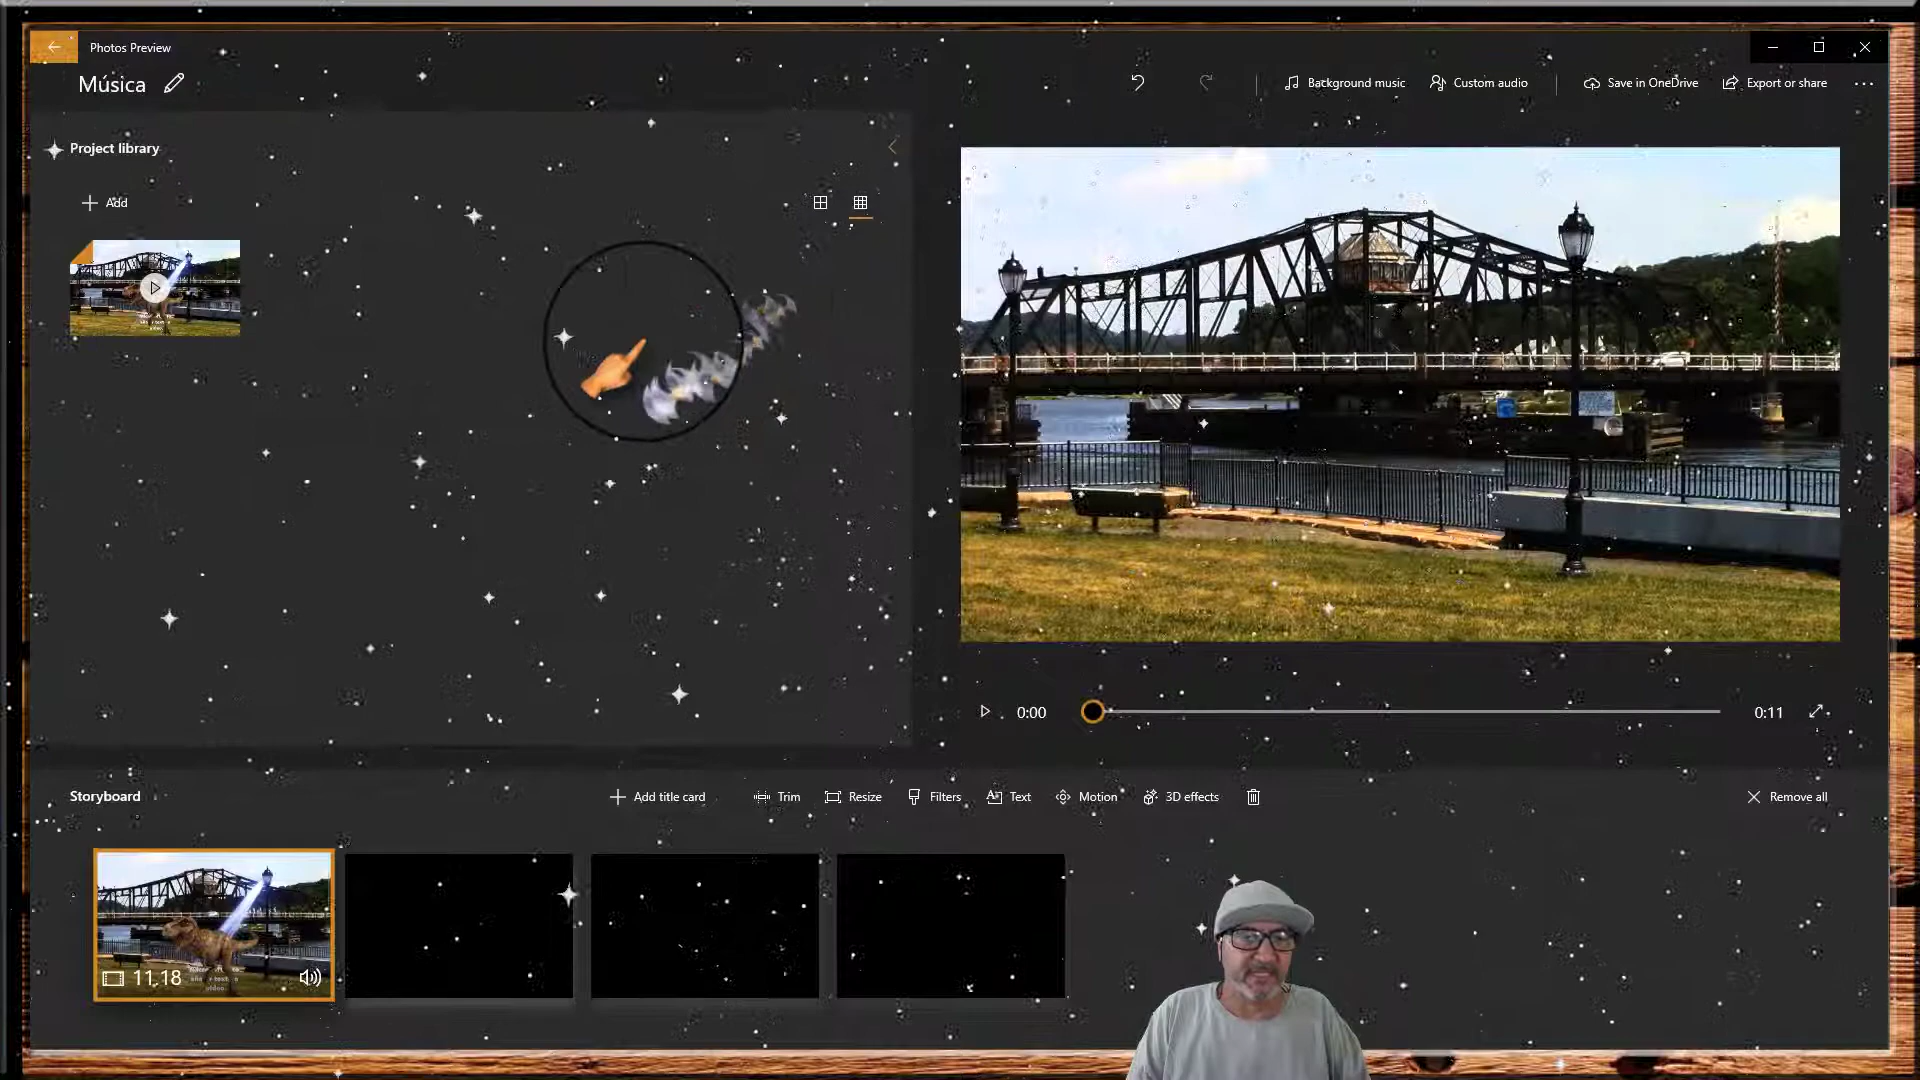 Photos Preview
Música
Background music
Custom audio
Save in OneDrive
Export or share
Project library
Add
0:00
0:11
Storyboard
Add title card
Trim
Resize
Filters
Text
Motion
3D effects
Remove all
11.18